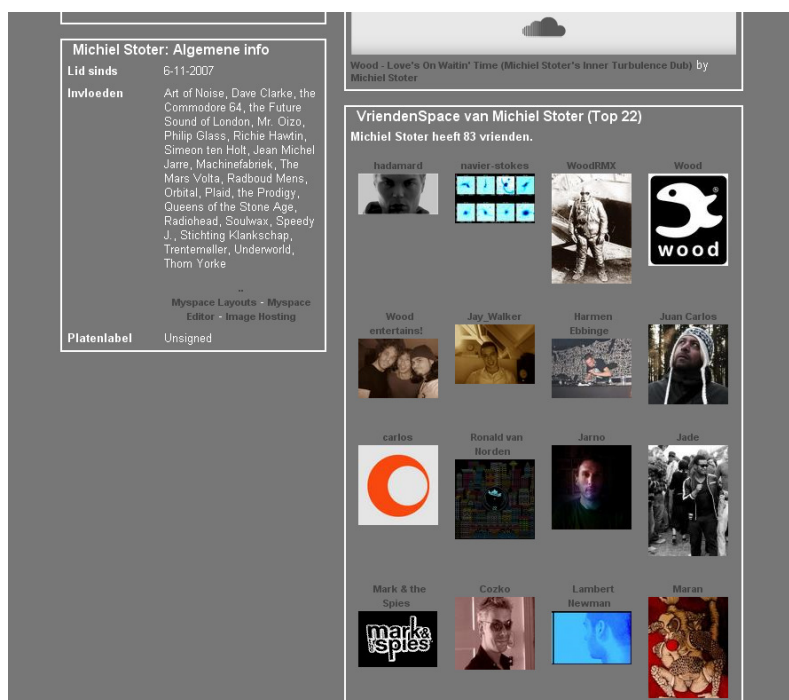 Michiel Stoter: Algemene info
Lid sinds 6-11-2007
Invloeden Art of Noise, Dave Clarke, the
Commodore 64, the Future
Sound of London, Mr. Oizo,
Philip Glass, Richie Hawtin,
Simeon ten Holt, Jean Michel
Jarre, Machinefabriek, The
Mars Volta, Radboud Mens,
Orbital, Plaid, the Prodigy,
Queens of the Stone Age,
Radiohead, Soulwax, Speedy
J., Stichting Klankschap,
Trentemøller, Underworld,
Thom Yorke
..
Myspace Layouts - Myspace
Editor - Image Hosting
Platenlabel Unsigned
Wood - Love's On Waitin' Time (Michiel Stoter's Inner Turbulence Dub) by
Michiel Stoter
VriendenSpace van Michiel Stoter (Top 22)
Michiel Stoter heeft 83 vrienden.
hadamard navier-stokes WoodRMX Wood
®
wood
Wood
entertains! Jay_Walker Harmen
Ebbinge Juan Carlos
carlos Ronald van
Norden Jarno Jade
Mark & the
Spies Cozko Lambert
Newman Maran
mark&
the spies